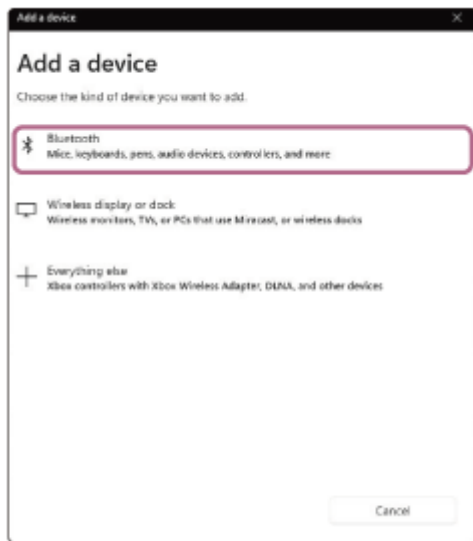 Add a device
Add a device
Choose the kind of device you want to add.
Bluetooth
Mice, keyboards, pens, audio devices, controllers, and more
Wireless display or dock
Wireless monitors, TVs, or PCs that use Miracast, or wireless docks
Everything else
Xbox controllers with Xbox Wireless Adapter, DLNA, and other devices
Cancel